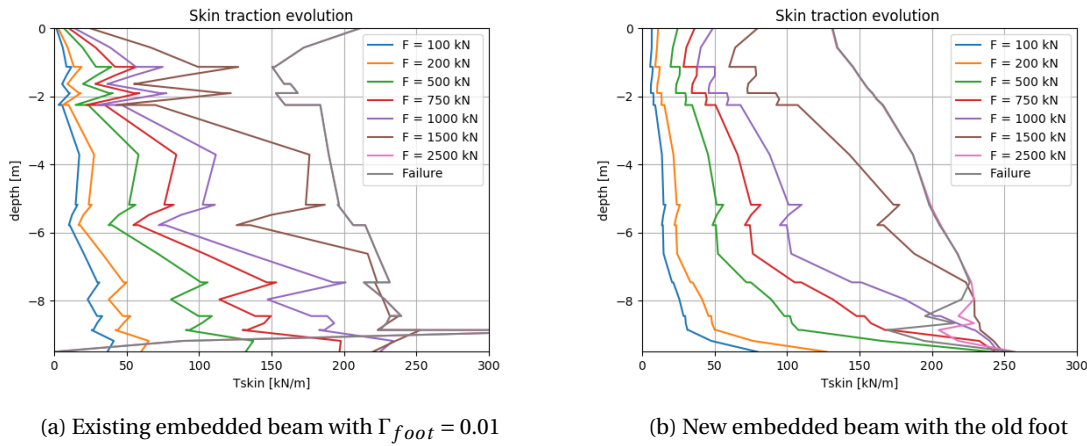 Skin traction evolution
0
−2
−4
−6
−8
depth [m]
0
50
100
150
200
250
300
Tskin [kN/m]
F = 100 kN
F = 200 kN
F = 500 kN
F = 750 kN
F = 1000 kN
F = 1500 kN
F = 2500 kN
Failure
(a) Existing embedded beam with Γfoot = 0.01
Skin traction evolution
0
−2
−4
−6
−8
depth [m]
0
50
100
150
200
250
300
Tskin [kN/m]
F = 100 kN
F = 200 kN
F = 500 kN
F = 750 kN
F = 1000 kN
F = 1500 kN
F = 2500 kN
Failure
(b) New embedded beam with the old foot